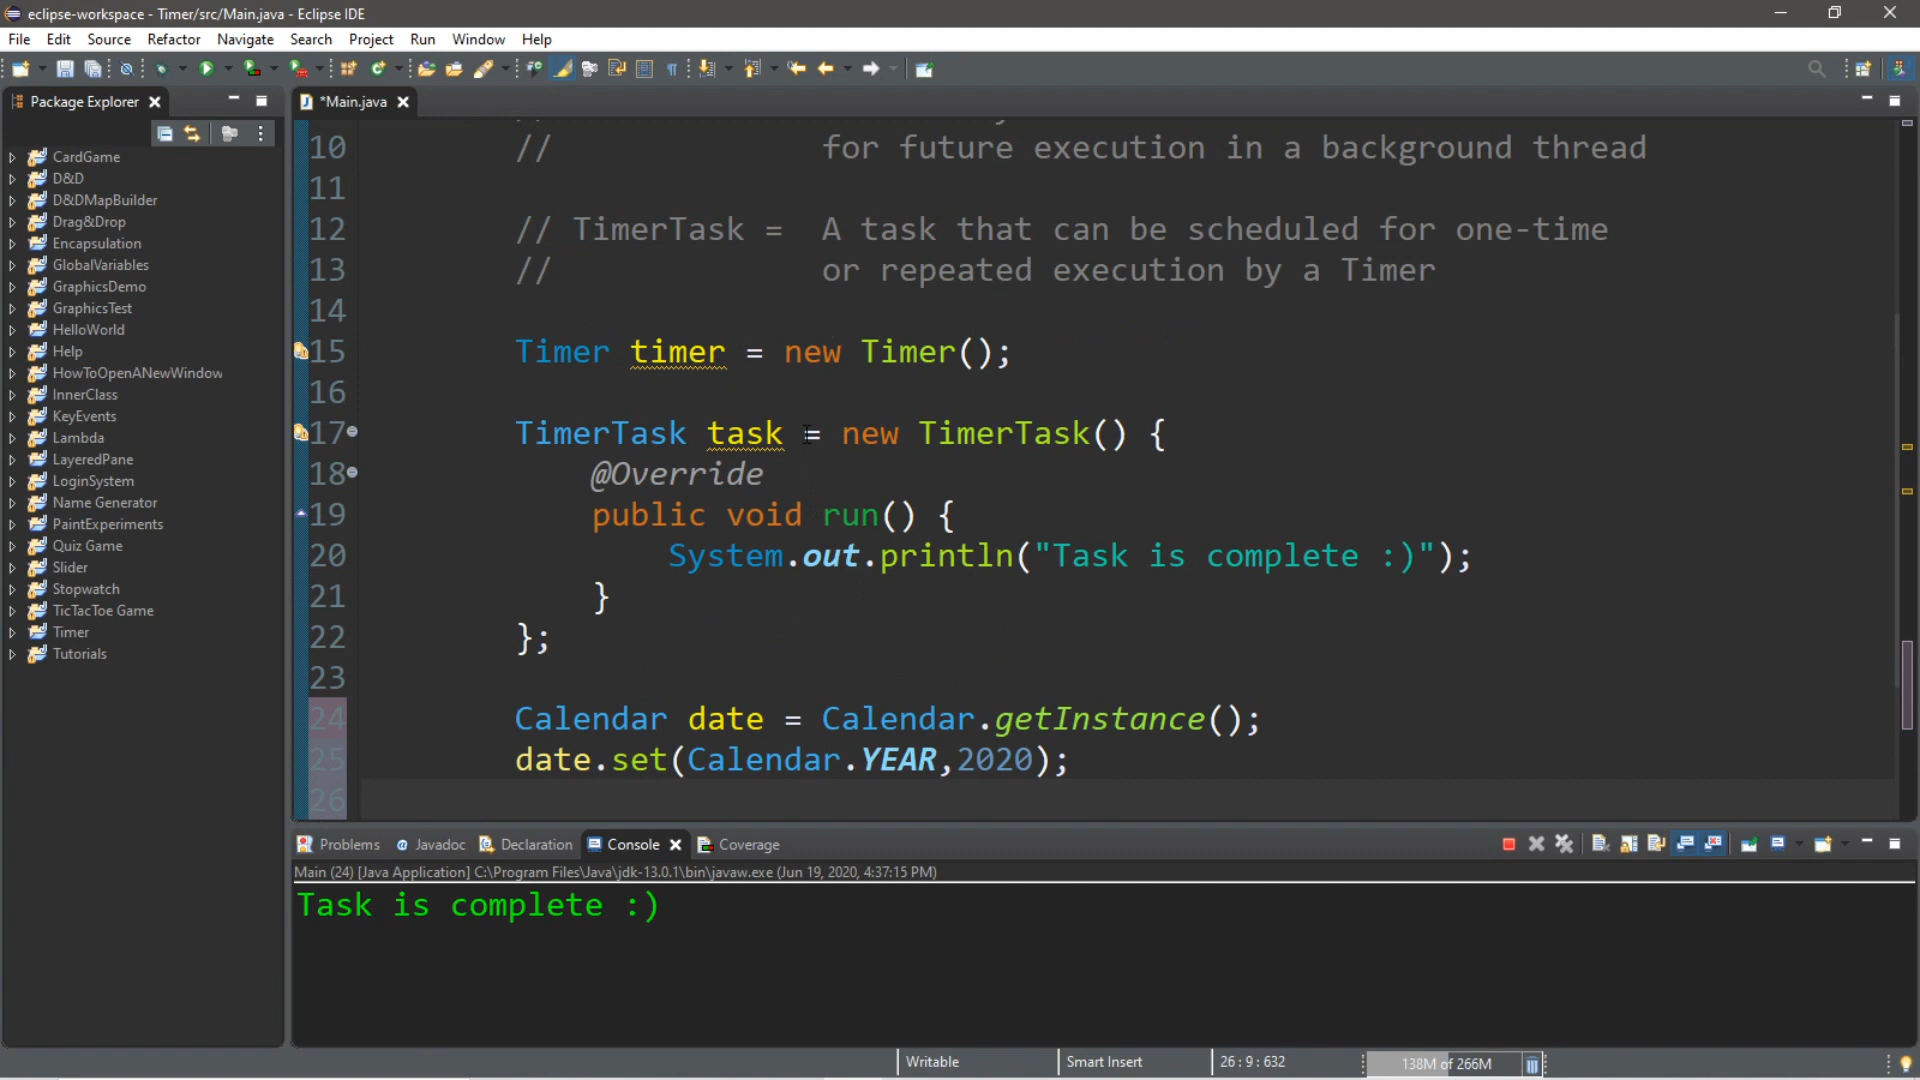 eclipse-workspace - Timer/src/Main.java - Eclipse IDE
File Edit Source Refactor Navigate Search Project Run Window Help
Package Explorer
*Main.java
CardGame
D&D
D&DMapBuilder
Drag&Drop
Encapsulation
GlobalVariables
GraphicsDemo
GraphicsTest
HelloWorld
Help
HowToOpenANewWindow
InnerClass
KeyEvents
Lambda
LayeredPane
LoginSystem
Name Generator
PaintExperiments
Quiz Game
Slider
Stopwatch
TicTacToe Game
Timer
Tutorials
10 // for future execution in a background thread
11
12 // TimerTask = A task that can be scheduled for one-time
13 // or repeated execution by a Timer
14
15 Timer timer = new Timer();
16
17 TimerTask task = new TimerTask() {
18 @Override
19 public void run() {
20 System.out.println("Task is complete :)");
21 }
22 };
23
24 Calendar date = Calendar.getInstance();
25 date.set(Calendar.YEAR,2020);
26
Problems @ Javadoc Declaration Console Coverage
Main (24) [Java Application] C:\Program Files\Java\jdk-13.0.1\bin\javaw.exe (Jun 19, 2020, 4:37:15 PM)
Task is complete :)
Writable Smart Insert 26 : 9 : 632 138M of 266M